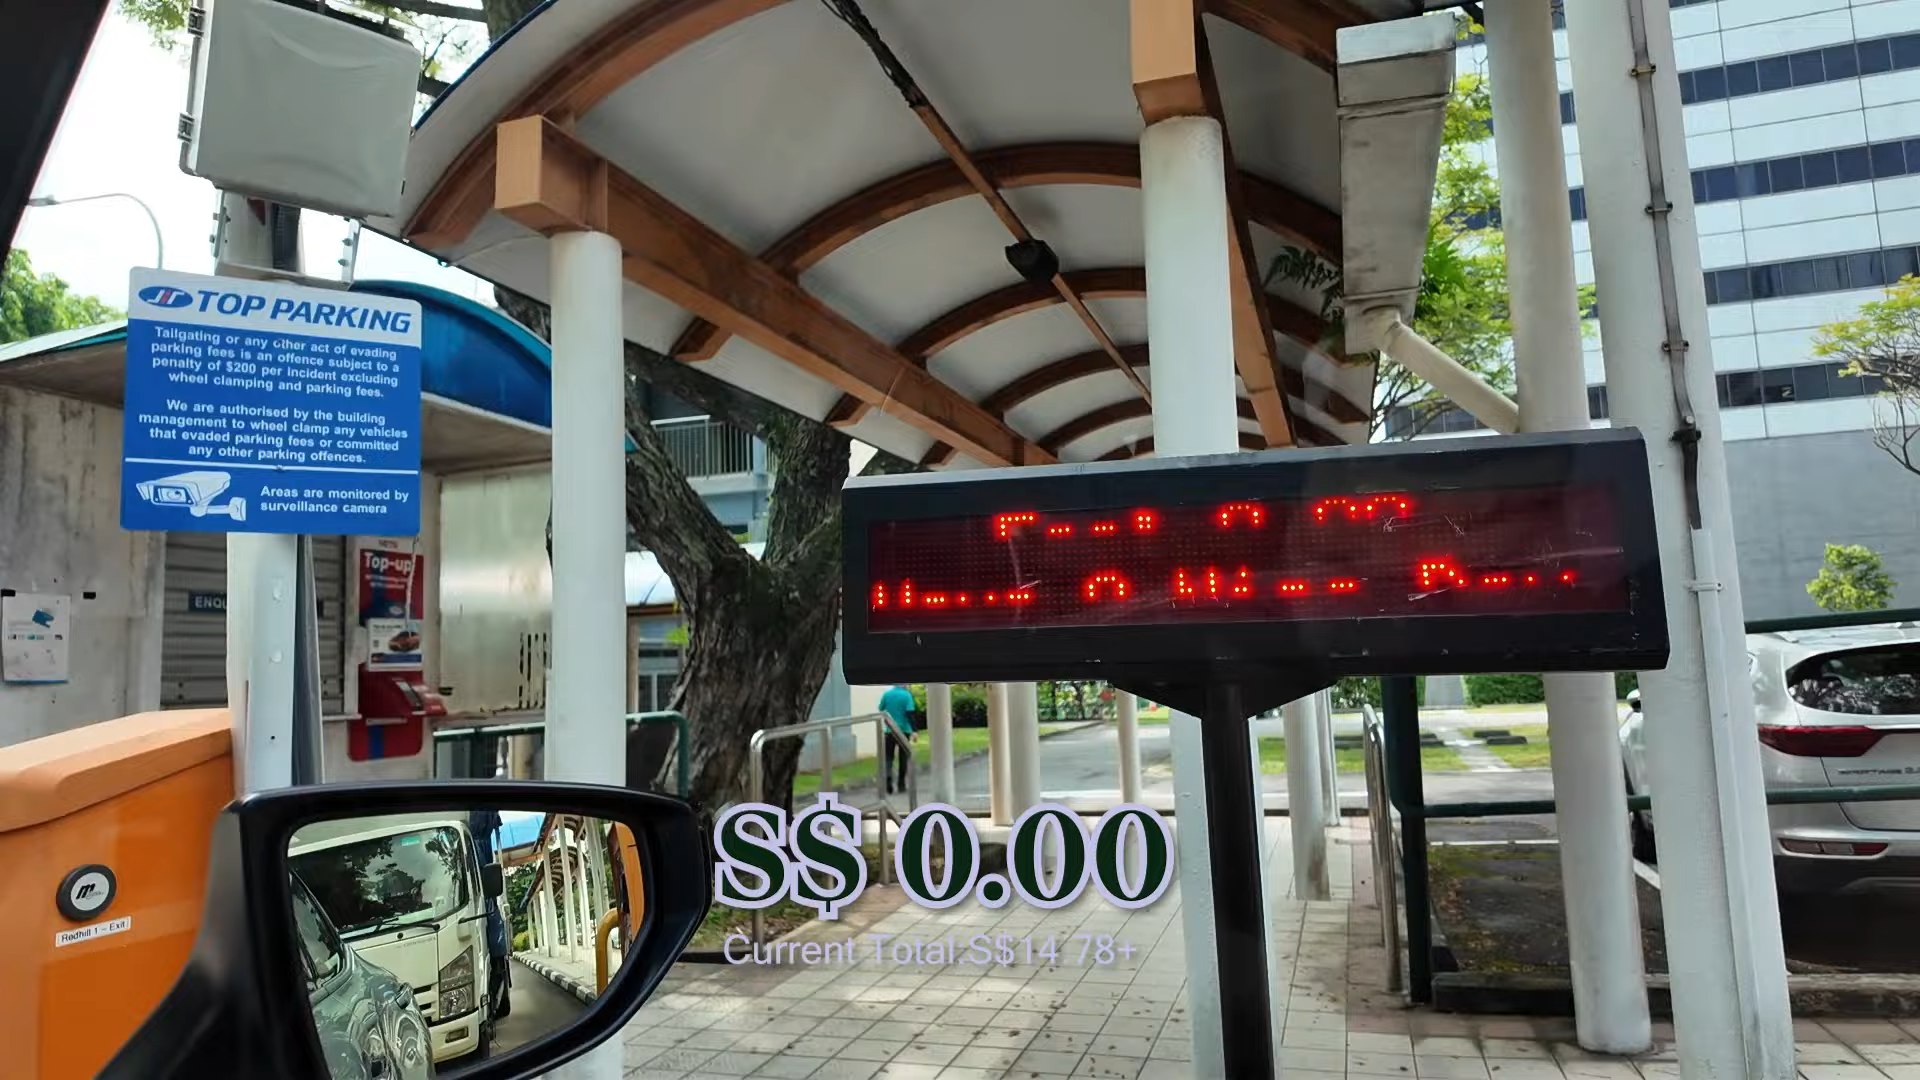 TOP PARKING
Tailgating or any other act of evading
parking fees is an offence subject to a
penalty of $200 per incident excluding
wheel clamping and parking fees.
We are authorised by the building
management to wheel clamp any vehicles
that evaded parking fees or committed
any other parking offences.
Areas are monitored by
surveillance camera
Top-up
ENQU
Redhill 1 - Exit
S$ 0.00
Current Total:S$14.78+